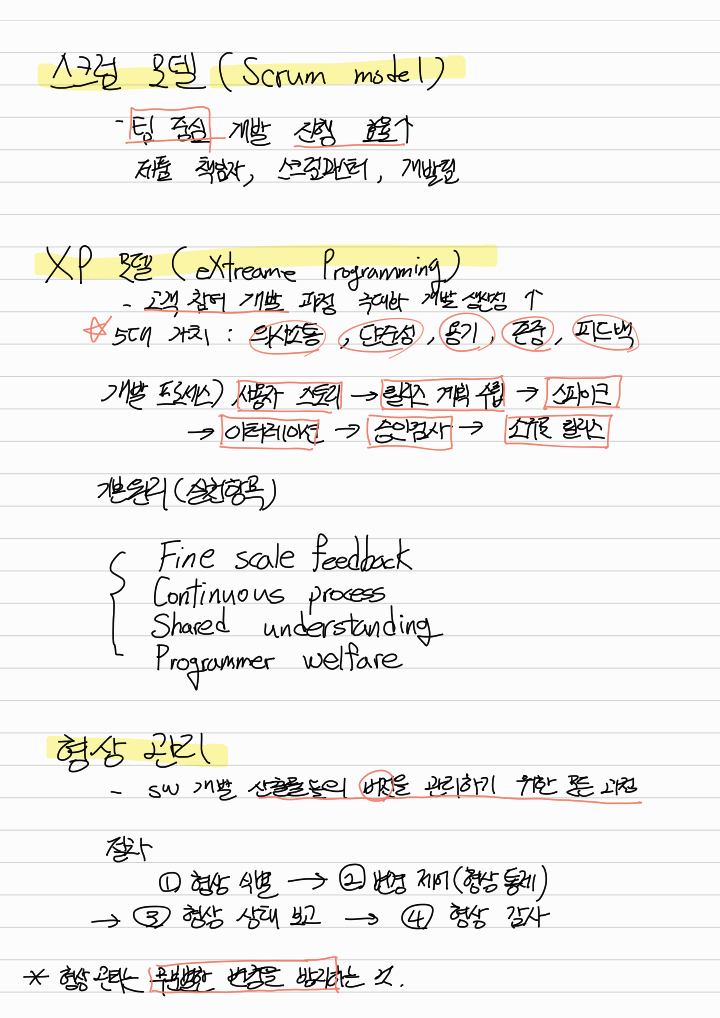 스크럼 모델 (Scrum model)
- 팀 중심 개발 진행 효율↑
제품 책임자, 스크럼마스터, 개발팀
XP 모델 (eXtreame Programming)
- 고객 참여 개발 과정 극대화 개발 생산성 ↑
☆ 5대 가치 : 의사소통, 단순성, 용기, 존중, 피드백
개발 프로세스) 사용자 스토리 → 릴리즈 계획 수립 → 스파이크
→ 이터레이션 → 승인검사 → 소규모 릴리스
기본원리 (실천항목)
{ Fine scale feedback
Continuous process
Shared understanding
Programmer welfare
형상 관리
- SW 개발 산출물들의 버전을 관리하기 위한 모든 과정
절차
① 형상 식별 → ② 변경 제어(형상 통제)
→ ③ 형상 상태 보고 → ④ 형상 감사
* 형상 관리는 무분별한 변경을 방지하는 것.